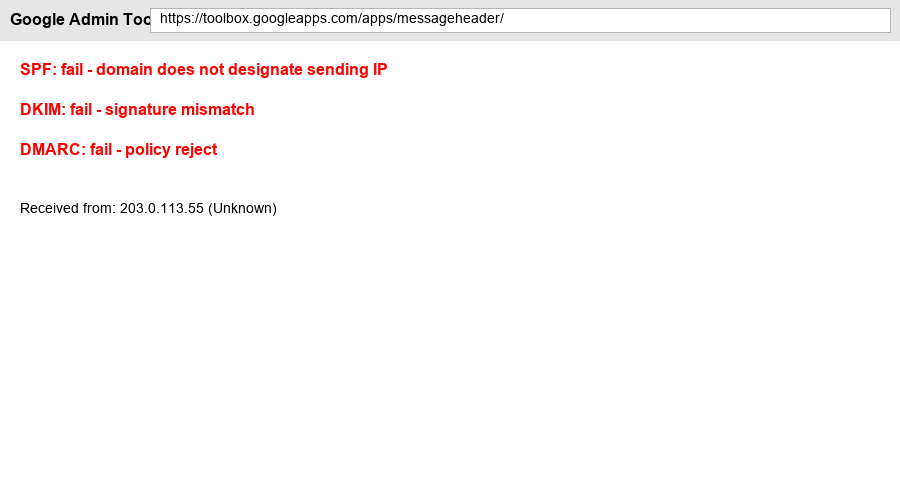 Google Admin Too
https://toolbox.googleapps.com/apps/messageheader/
SPF: fail - domain does not designate sending IP
DKIM: fail - signature mismatch
DMARC: fail - policy reject
Received from: 203.0.113.55 (Unknown)